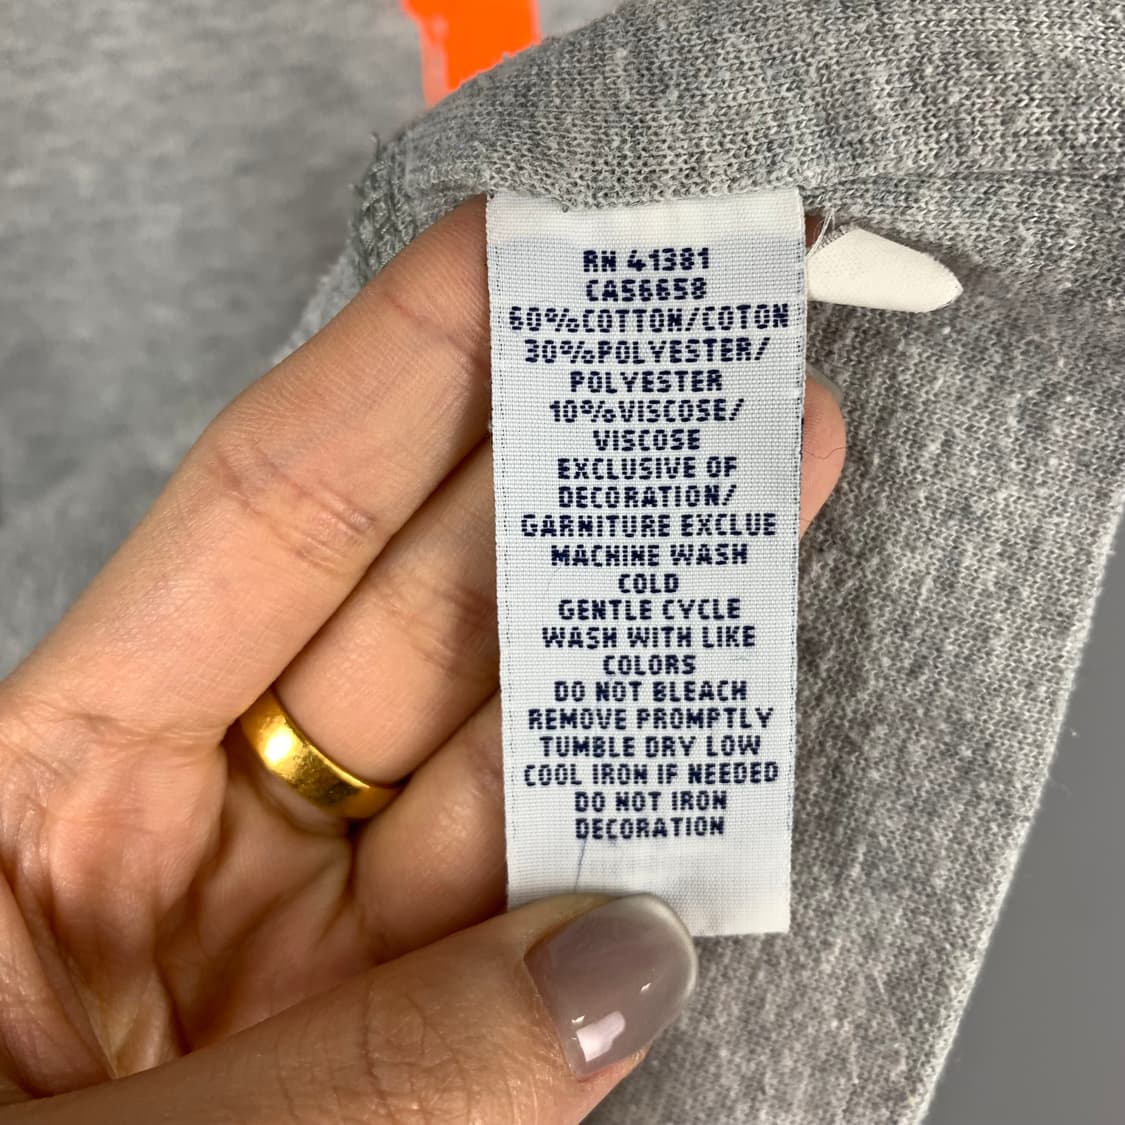 RN 41381
CA56658
60%COTTON/COTON
30%POLYESTER/
POLYESTER
10%VISCOSE/
VISCOSE
EXCLUSIVE OF
DECORATION/
GARNITURE EXCLUE
MACHINE WASH
COLD
GENTLE CYCLE
WASH WITH LIKE
COLORS
DO NOT BLEACH
REMOVE PROMPTLY
TUMBLE DRY LOW
COOL IRON IF NEEDED
DO NOT IRON
DECORATION